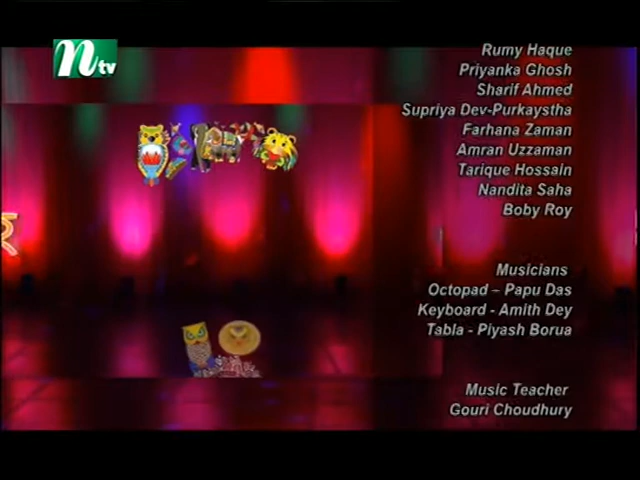 ntv
Rumy Haque
Priyanka Ghosh
Sharif Ahmed
Supriya Dev-Purkaystha
Farhana Zaman
Amran Uzzaman
Tarique Hossain
Nandita Saha
Boby Roy
Musicians
Octopad – Papu Das
Keyboard - Amith Dey
Tabla - Piyash Borua
Music Teacher
Gouri Choudhury